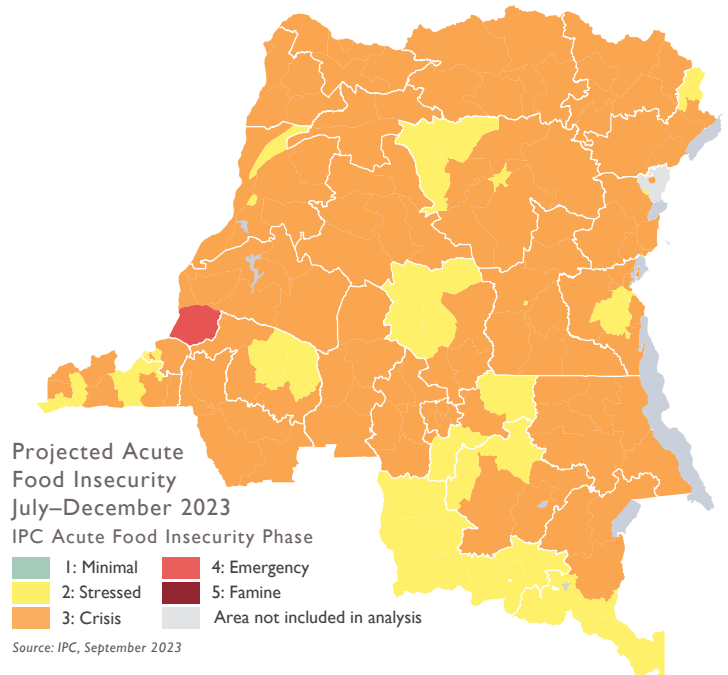 Projected Acute
Food Insecurity
July–December 2023
IPC Acute Food Insecurity Phase
1: Minimal
4: Emergency
2: Stressed
5: Famine
3: Crisis
Area not included in analysis
Source: IPC, September 2023